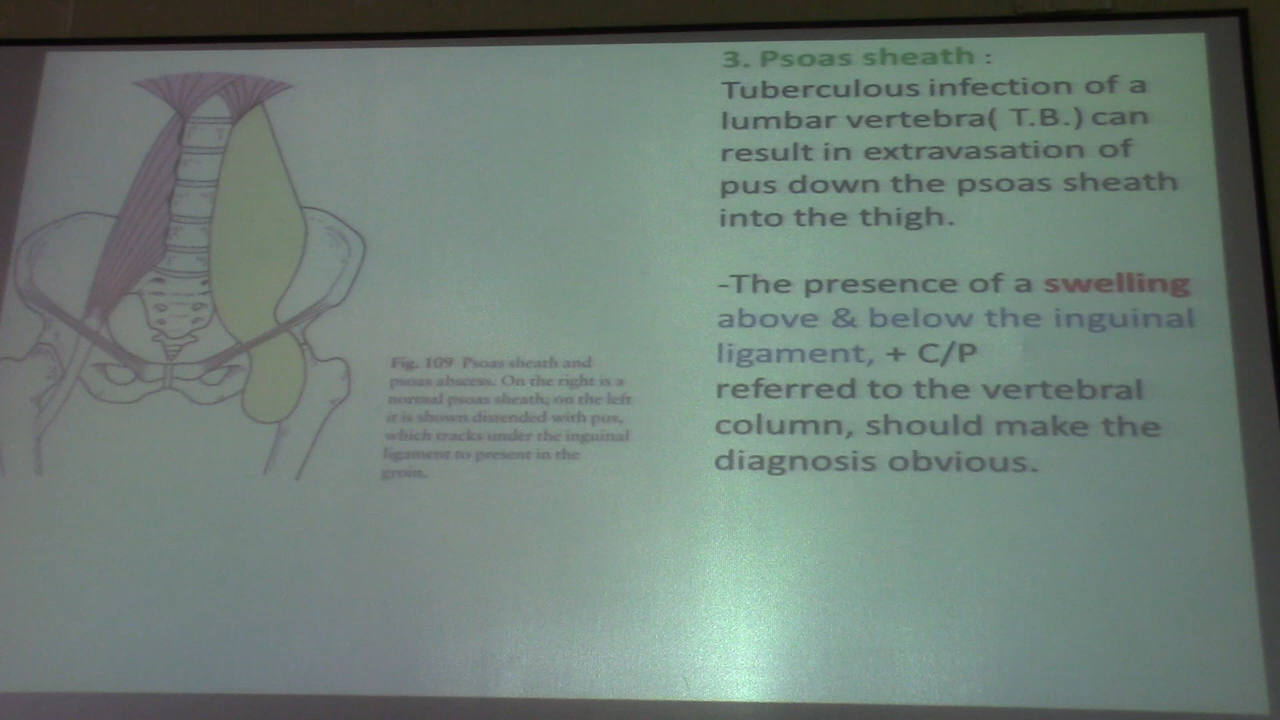 3. Psoas sheath :
Tuberculous infection of a
lumbar vertebra( T.B.) can
result in extravasation of
pus down the psoas sheath
into the thigh.
-The presence of a swelling
above & below the inguinal
ligament, + C/P
referred to the vertebral
column, should make the
diagnosis obvious.
Fig. 109 Psoas sheath and
psoas abscess. On the right is a
normal psoas sheath; on the left
it is shown distended with pus,
which tracks under the inguinal
ligament to present in the
groin.